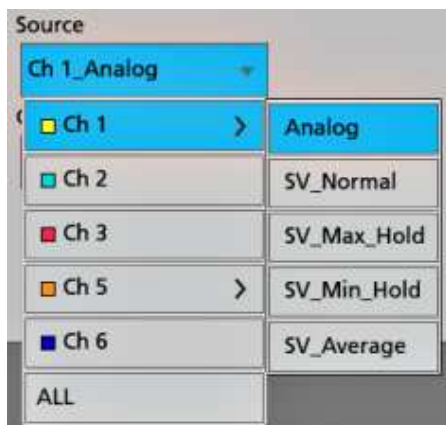 Source
Ch 1_Analog
Ch 1 >
Analog
Ch 2
SV_Normal
Ch 3
SV_Max_Hold
Ch 5 >
SV_Min_Hold
Ch 6
SV_Average
ALL